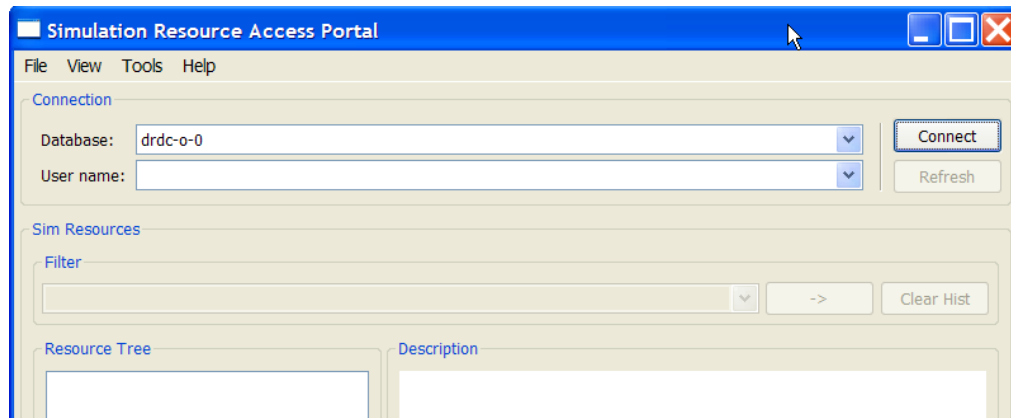 Simulation Resource Access Portal
File View Tools Help
Connection
Database: drdc-o-0 Connect
User name: Refresh
Sim Resources
Filter
-> Clear Hist
Resource Tree Description